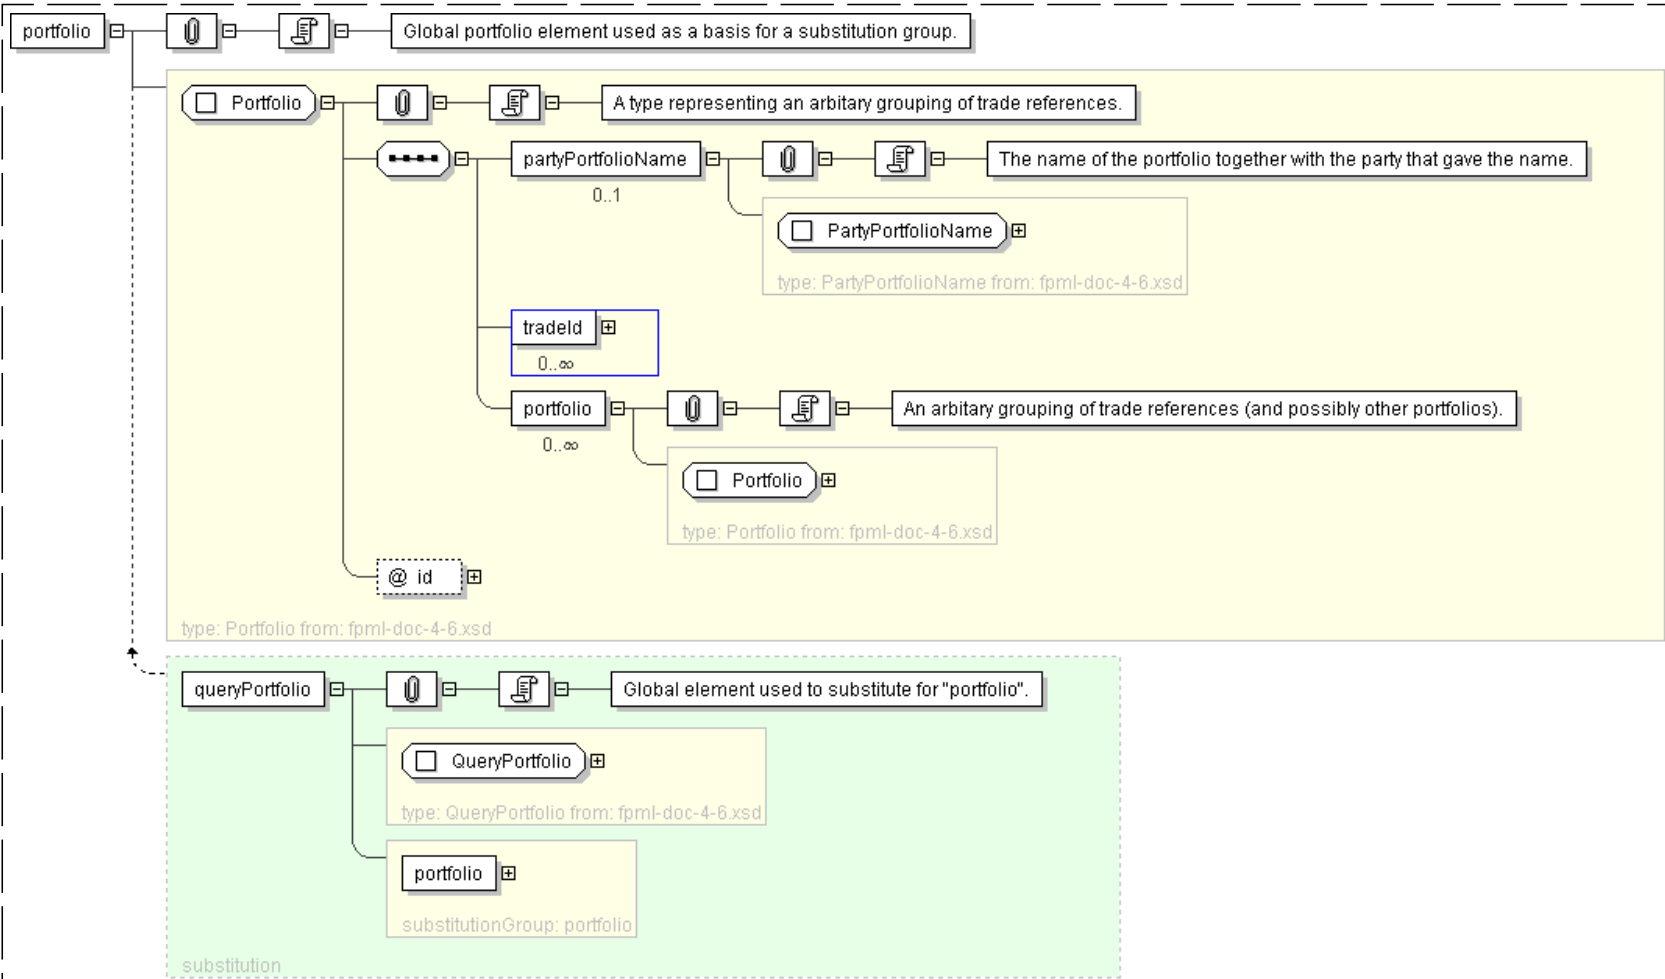 portfolio
Global portfolio element used as a basis for a substitution group.
Portfolio
A type representing an arbitary grouping of trade references.
partyPortfolioName
The name of the portfolio together with the party that gave the name.
0..1
PartyPortfolioName
type: PartyPortfolioName from: fpml-doc-4-6.xsd
tradeId
0..∞
portfolio
An arbitary grouping of trade references (and possibly other portfolios).
0..∞
Portfolio
type: Portfolio from: fpml-doc-4-6.xsd
@ id
type: Portfolio from: fpml-doc-4-6.xsd
queryPortfolio
Global element used to substitute for "portfolio".
QueryPortfolio
type: QueryPortfolio from: fpml-doc-4-6.xsd
portfolio
substitutionGroup: portfolio
substitution